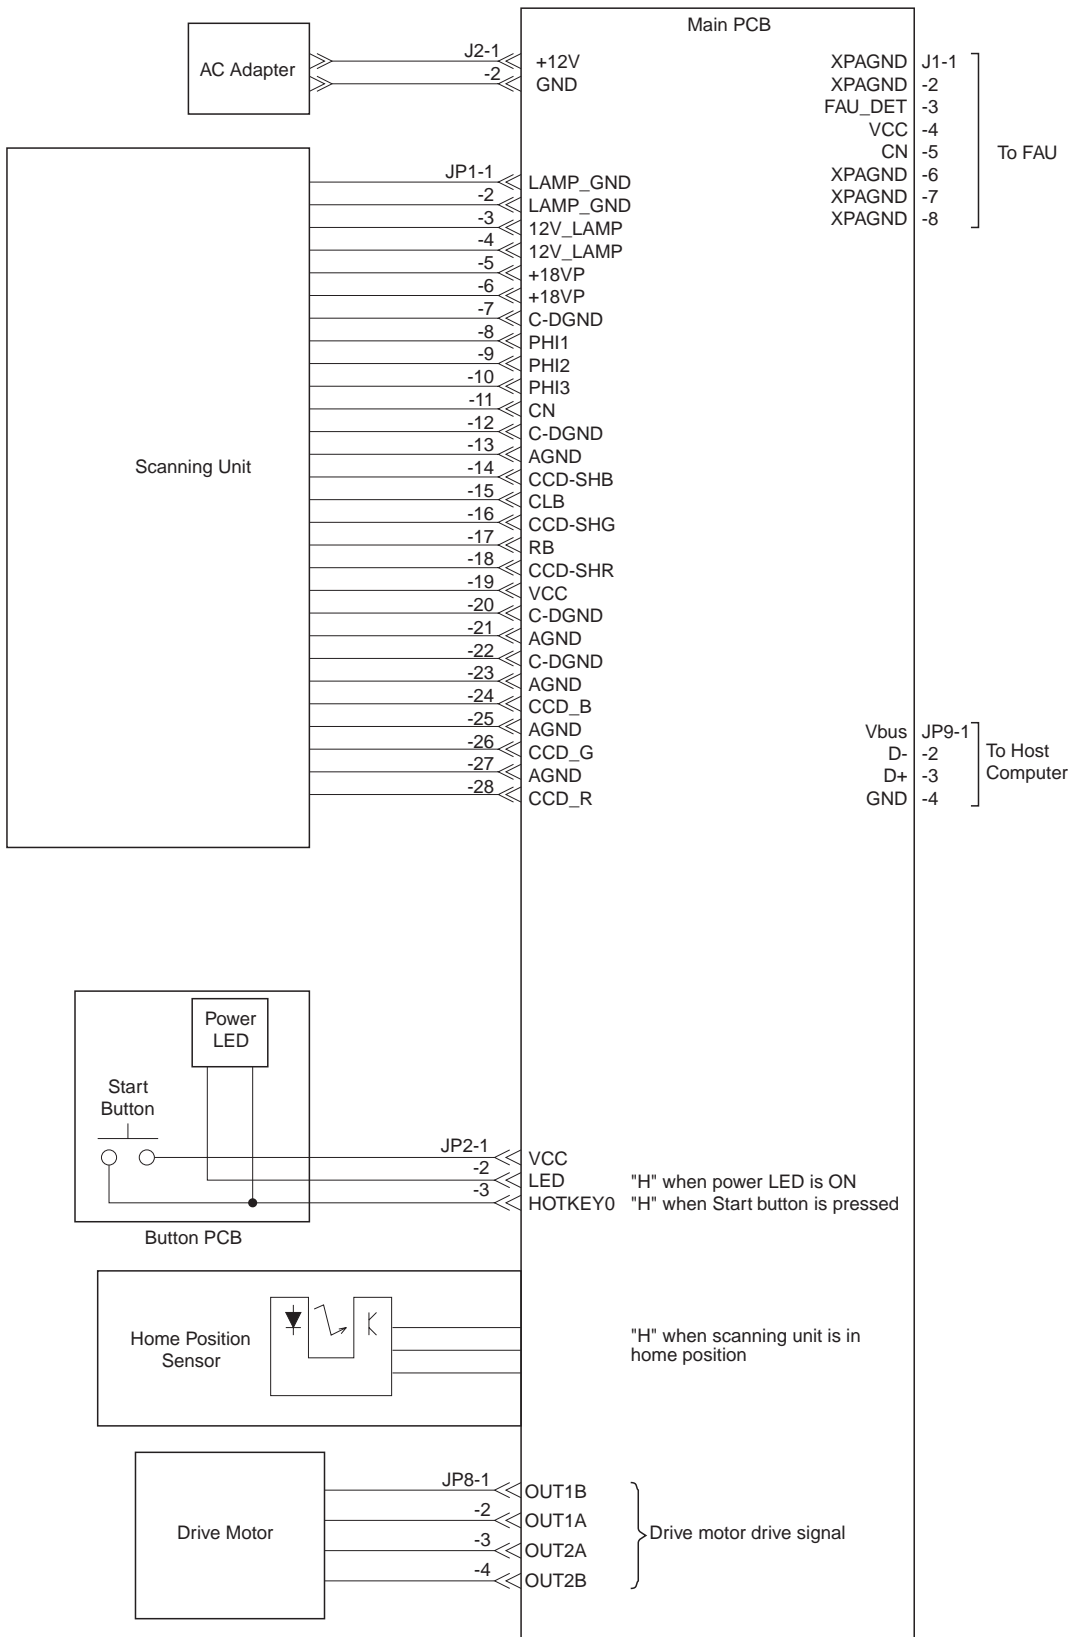 Main PCB
AC Adapter
J2-1 +12V
-2 GND
XPAGND J1-1
XPAGND -2
FAU_DET -3
VCC -4
CN -5
XPAGND -6
XPAGND -7
XPAGND -8
To FAU
Scanning Unit
JP1-1 LAMP_GND
-2 LAMP_GND
-3 12V_LAMP
-4 12V_LAMP
-5 +18VP
-6 +18VP
-7 C-DGND
-8 PHI1
-9 PHI2
-10 PHI3
-11 CN
-12 C-DGND
-13 AGND
-14 CCD-SHB
-15 CLB
-16 CCD-SHG
-17 RB
-18 CCD-SHR
-19 VCC
-20 C-DGND
-21 AGND
-22 C-DGND
-23 AGND
-24 CCD_B
-25 AGND
-26 CCD_G
-27 AGND
-28 CCD_R
Vbus JP9-1
D- -2
D+ -3
GND -4
To Host
Computer
Power
LED
Start
Button
JP2-1 VCC
-2 LED "H" when power LED is ON
-3 HOTKEY0 "H" when Start button is pressed
Button PCB
Home Position
Sensor
"H" when scanning unit is in
home position
Drive Motor
JP8-1 OUT1B
-2 OUT1A
-3 OUT2A
-4 OUT2B
Drive motor drive signal